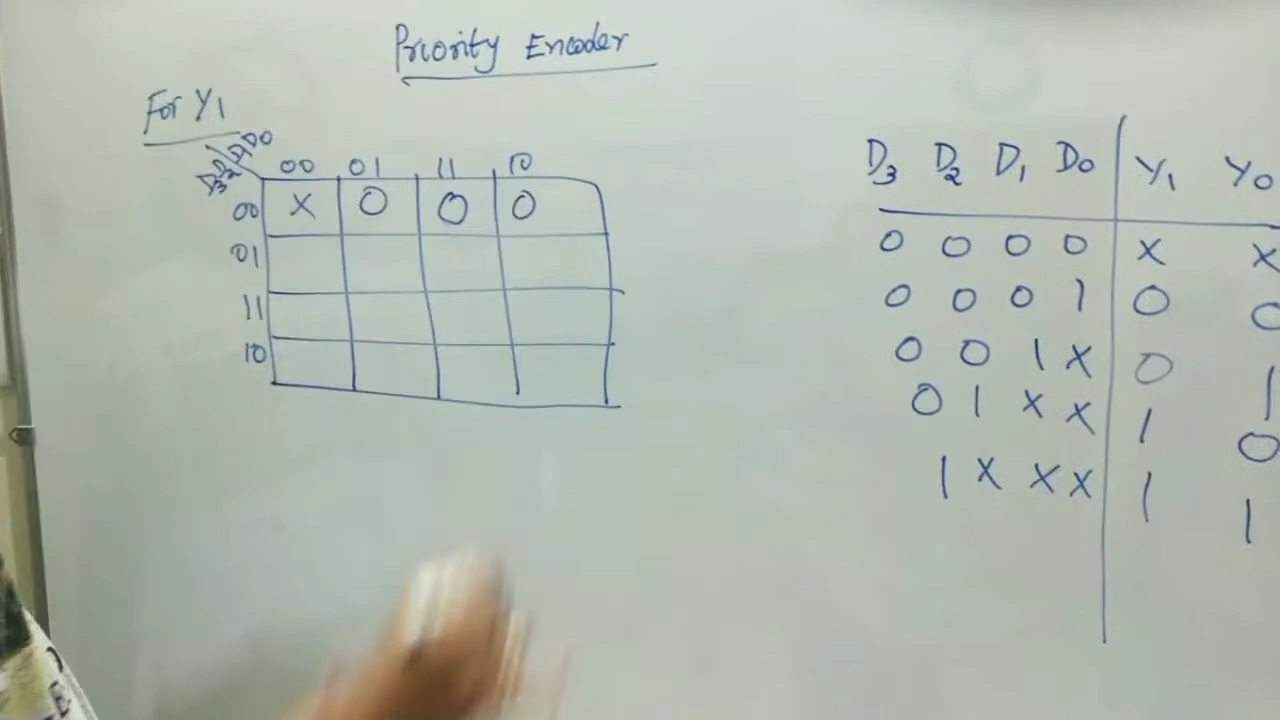 Priority Encoder
For Y1
D3D2 D1D0
00 01 11 10
00 X 0 0 0
01
11
10
D3 D2 D1 D0 Y1 Y0
0 0 0 0 X X
0 0 0 1 0 0
0 0 1 X 0 1
0 1 X X 1 0
1 X X X 1 1